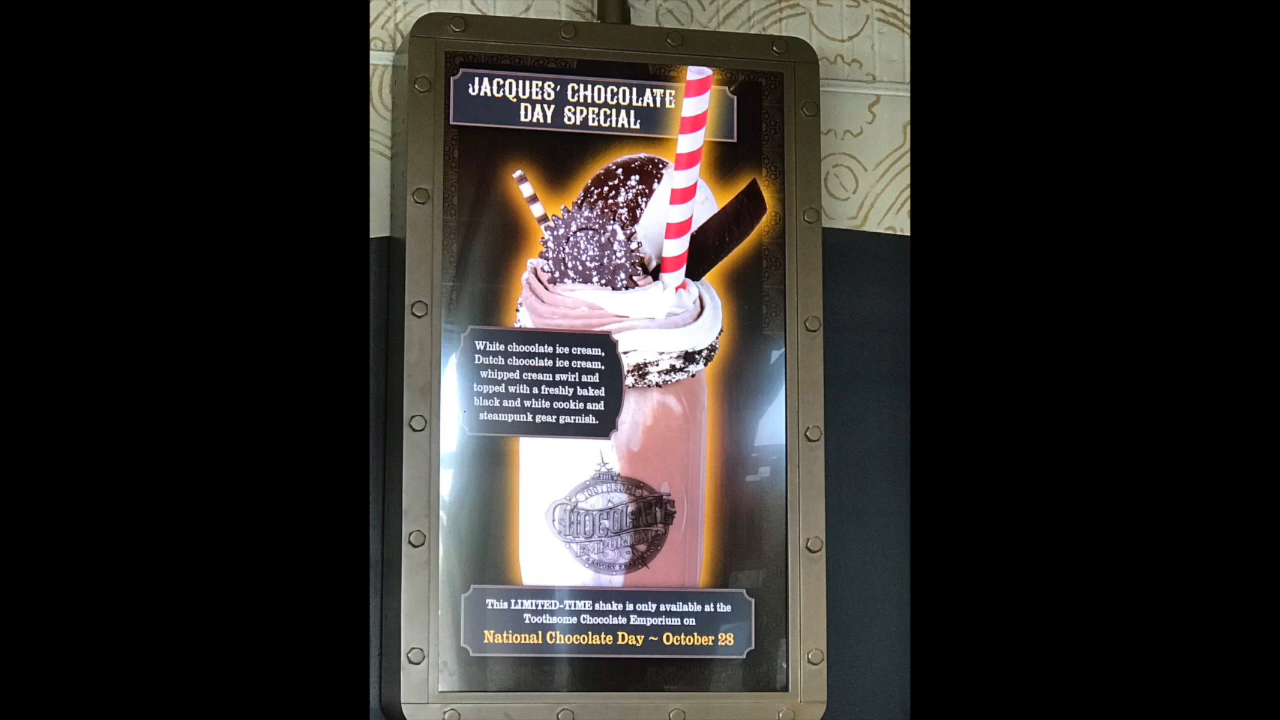 JACQUES' CHOCOLATE
DAY SPECIAL
White chocolate ice cream,
Dutch chocolate ice cream,
whipped cream swirl and
topped with a freshly baked
black and white cookie and
steampunk gear garnish.
TOOTHSOME
CHOCOLATE
EMPORIUM
This LIMITED-TIME shake is only available at the
Toothsome Chocolate Emporium on
National Chocolate Day ~ October 28